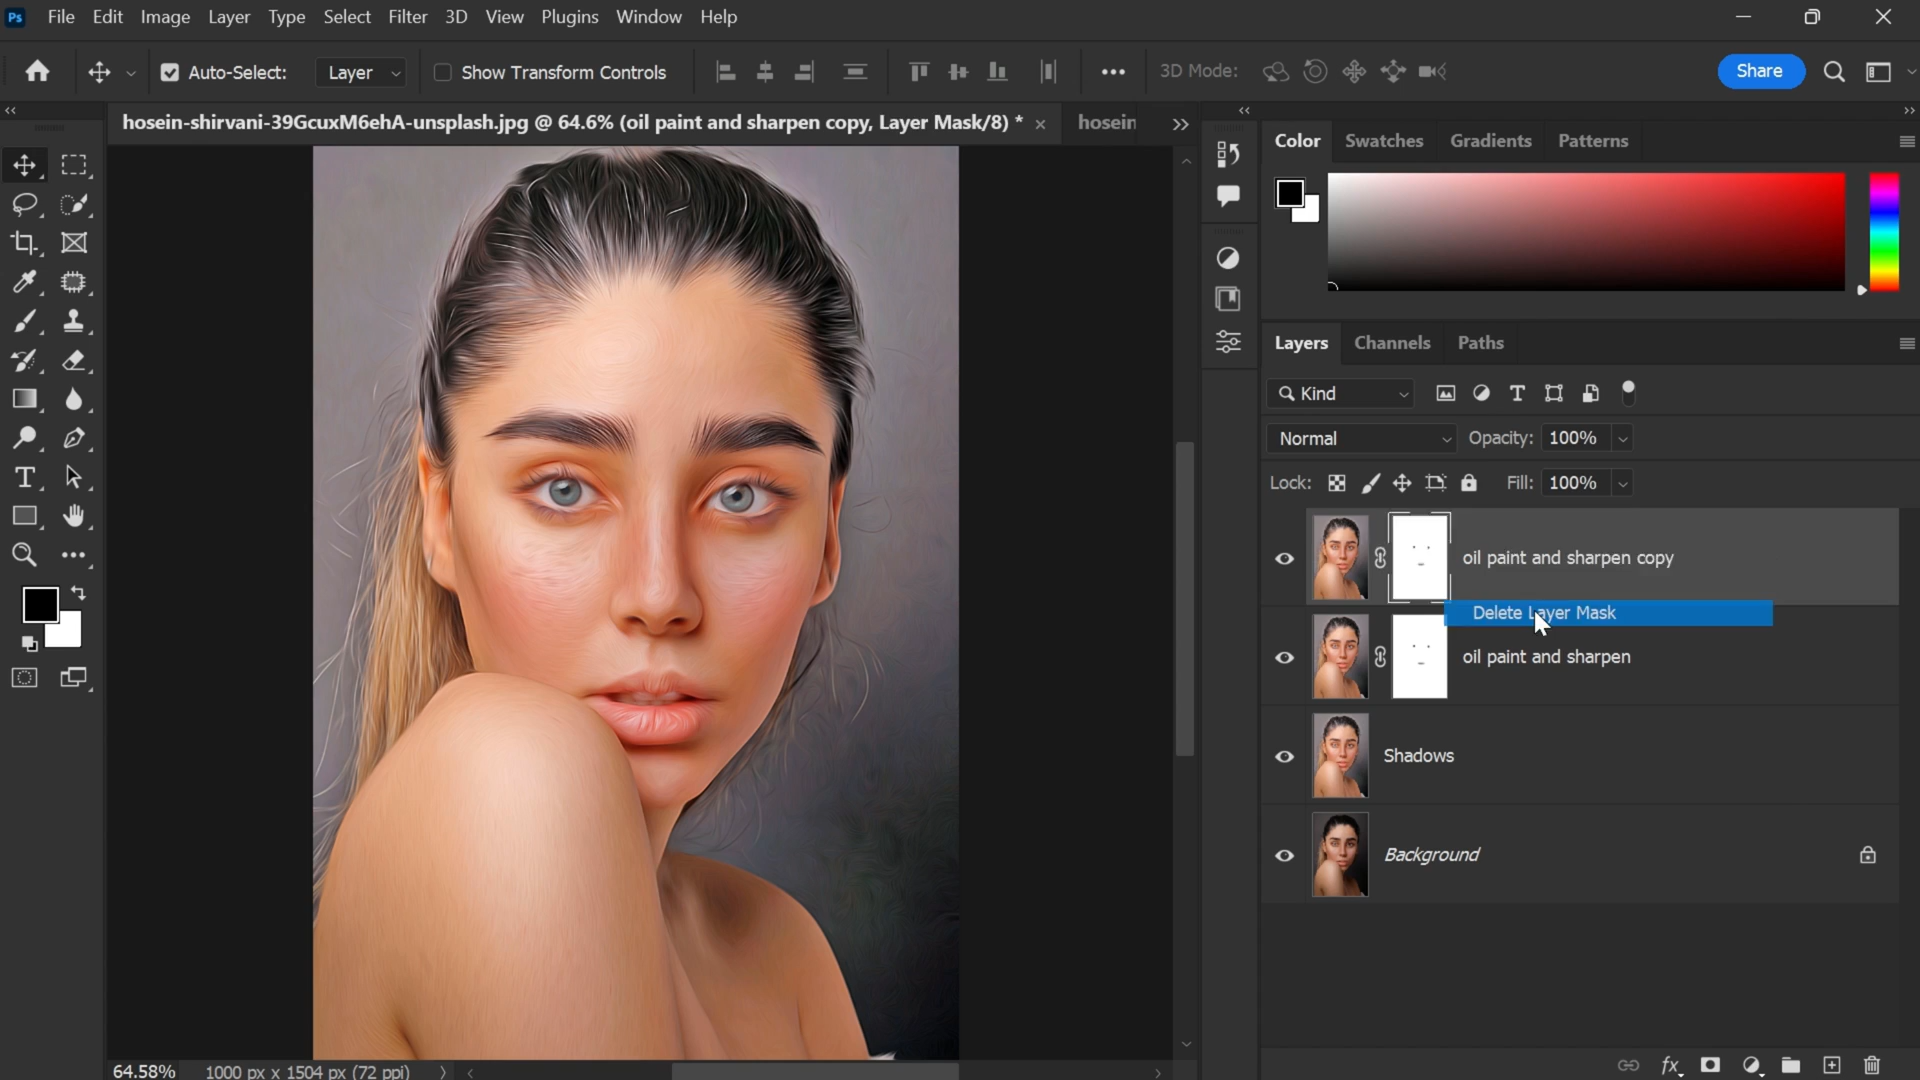 Ps File Edit Image Layer Type Select Filter 3D View Plugins Window Help
Auto-Select: Layer Show Transform Controls 3D Mode: Share
hosein-shirvani-39GcuxM6ehA-unsplash.jpg @ 64.6% (oil paint and sharpen copy, Layer Mask/8) * hosein
Color Swatches Gradients Patterns
Layers Channels Paths
Kind
Normal Opacity: 100%
Lock: Fill: 100%
oil paint and sharpen copy
Delete Layer Mask
oil paint and sharpen
Shadows
Background
64.58% 1000 px x 1504 px (72 ppi)
fx